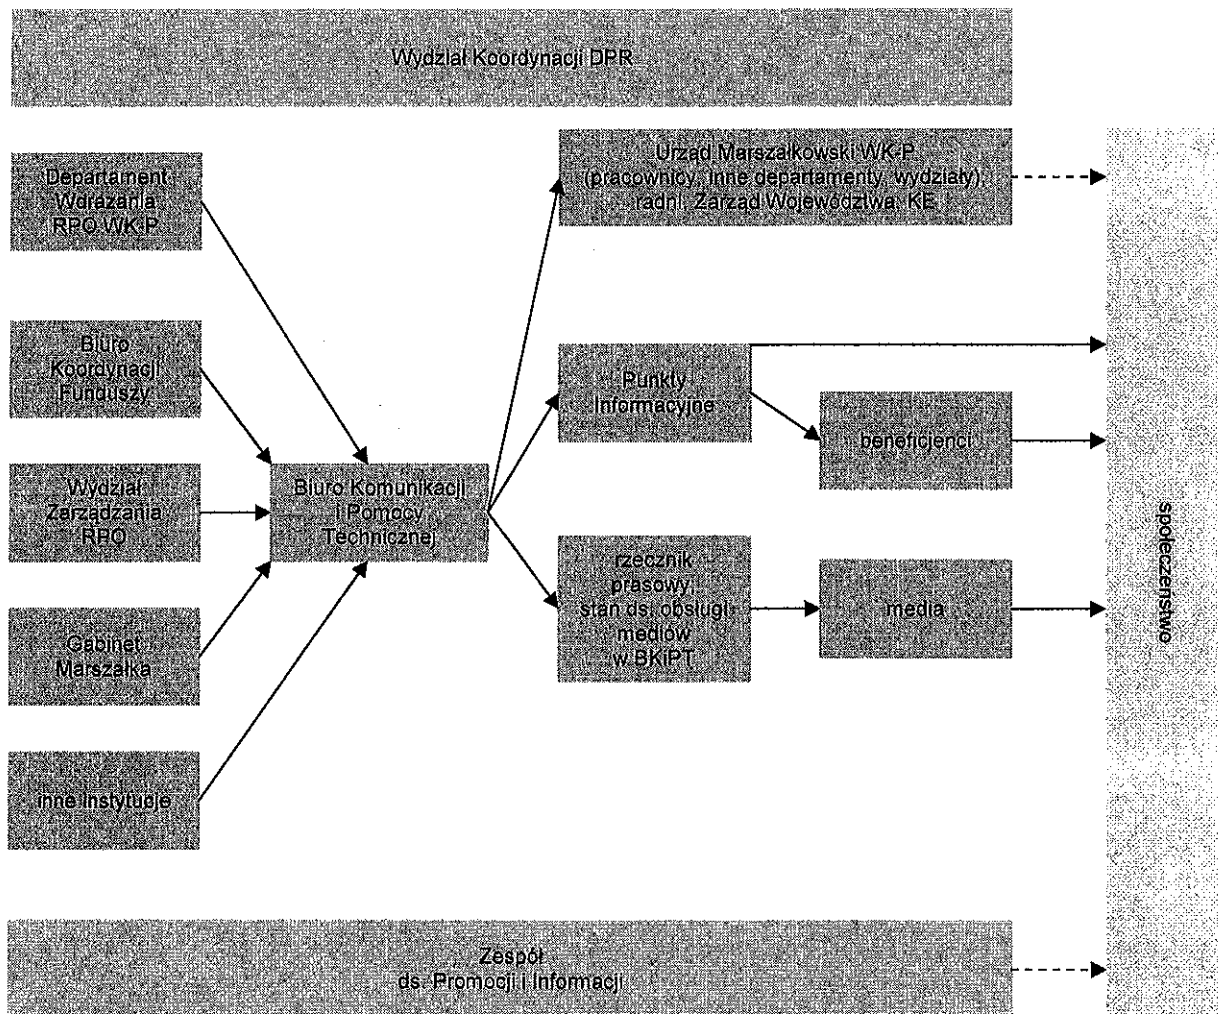 Wydział Koordynacji DPR
Departament
Wdrażania
RPO WK-P
Urząd Marszałkowski WK-P
(pracownicy, inne departamenty, wydziały)
radni, Zarząd Województwa, KE
Biuro
Koordynacji
Funduszy
Punkty
Informacyjne
beneficjenci
Wydział
Zarządzania
RPO
Biuro Komunikacji
i Pomocy
Technicznej
rzecznik
prasowy,
stan ds. obsługi
mediów
w BKiPT
media
Gabinet
Marszałka
inne instytucje
społeczeństwo
Zespół
ds. Promocji i Informacji